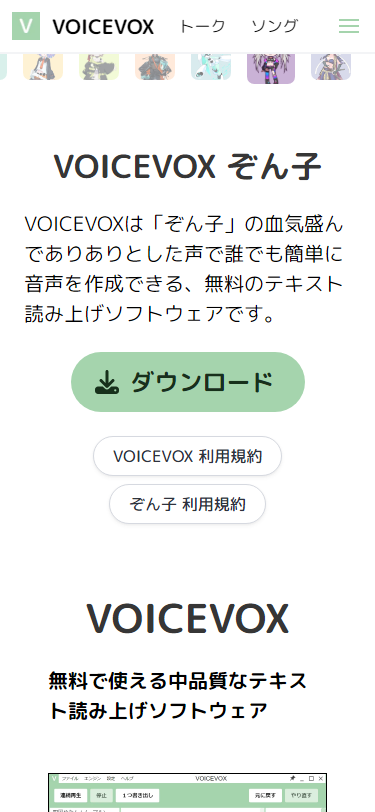 V VOICEVOX トーク ソング
VOICEVOX ぞん子
VOICEVOXは「ぞん子」の血気盛ん
でありありとした声で誰でも簡単に
音声を作成できる、無料のテキスト
読み上げソフトウェアです。
ダウンロード
VOICEVOX 利用規約
ぞん子 利用規約
VOICEVOX
無料で使える中品質なテキス
ト読み上げソフトウェア
V ファイル エンジン 設定 ヘルプ VOICEVOX
連続再生 停止 1つ書き出し 元に戻す やり直す